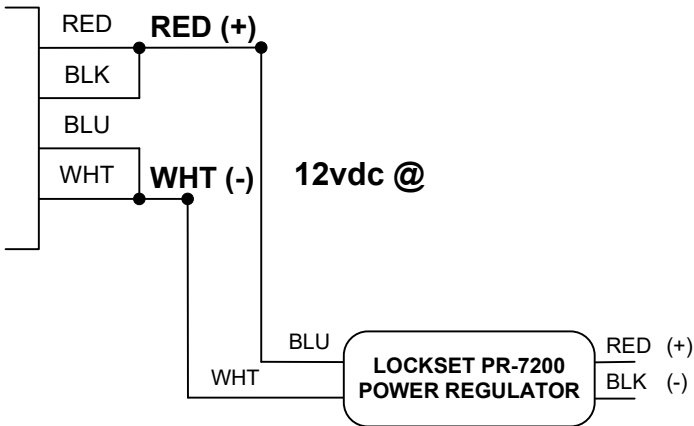 RED RED (+)
BLK
BLU
WHT WHT (-) 12vdc @
BLU
RED (+)
LOCKSET PR-7200
WHT
BLK (-)
POWER REGULATOR